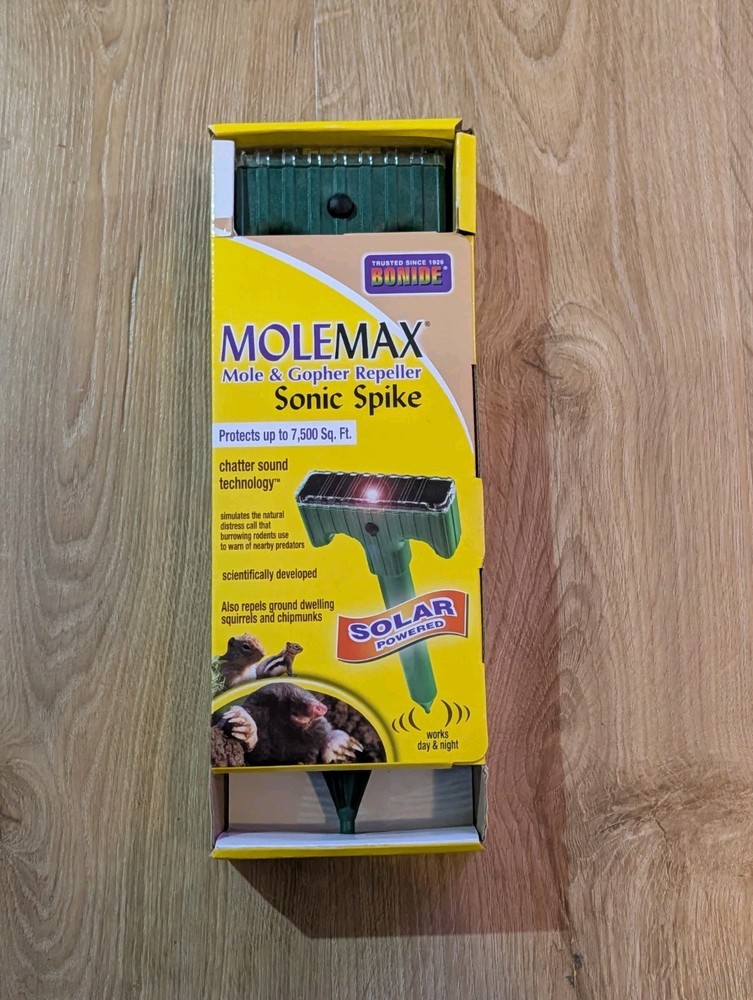 TRUSTED SINCE 1926
BONIDE®
MOLEMAX®
Mole & Gopher Repeller
Sonic Spike
Protects up to 7,500 Sq. Ft.
chatter sound
technology™
simulates the natural
distress call that
burrowing rodents use
to warn of nearby predators
scientifically developed
Also repels ground dwelling
squirrels and chipmunks
SOLAR
POWERED
works
day & night